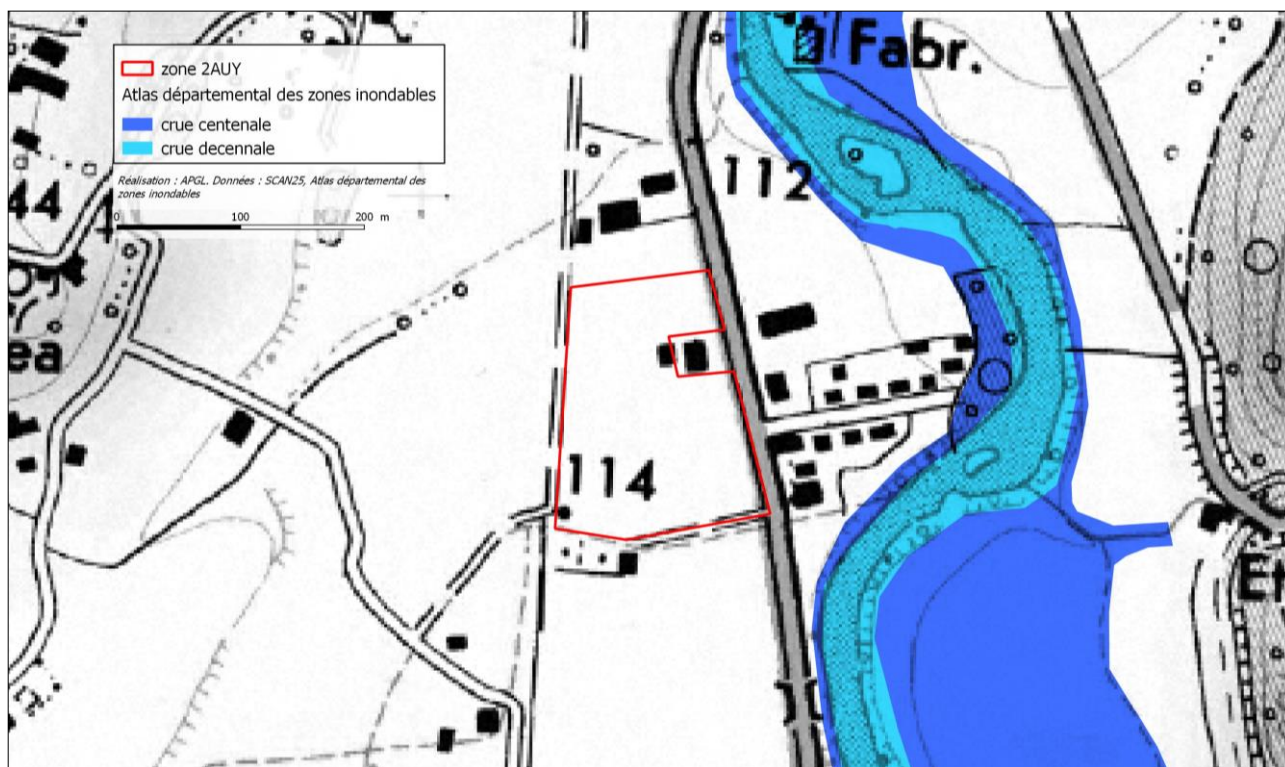 zone 2AUY
Atlas départemental des zones inondables
crue centenale
crue decennale
Réalisation : APGL. Données : SCAN25, Atlas départemental des
zones inondables
0 100 200 m
Fabr.
112
44
ea
114